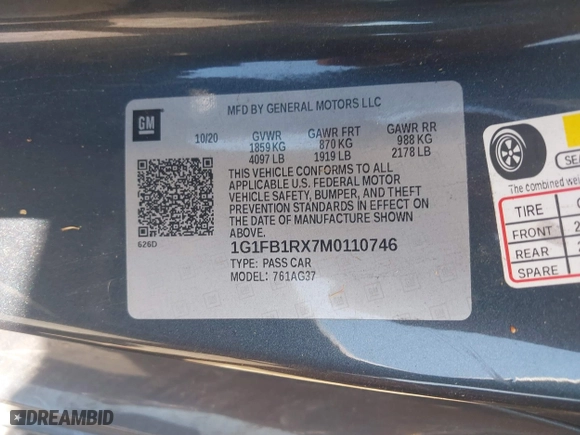 MFD BY GENERAL MOTORS LLC
GM
10/20 GVWR GAWR FRT GAWR RR
1859 KG 870 KG 988 KG
4097 LB 1919 LB 2178 LB
THIS VEHICLE CONFORMS TO ALL
APPLICABLE U.S. FEDERAL MOTOR
VEHICLE SAFETY, BUMPER, AND THEFT
PREVENTION STANDARDS IN EFFECT ON
THE DATE OF MANUFACTURE SHOWN
ABOVE.
626D
1G1FB1RX7M0110746
TYPE: PASS CAR
MODEL: 761AG37
The combined
TIRE
FRONT
REAR
SPARE
DREAMBID